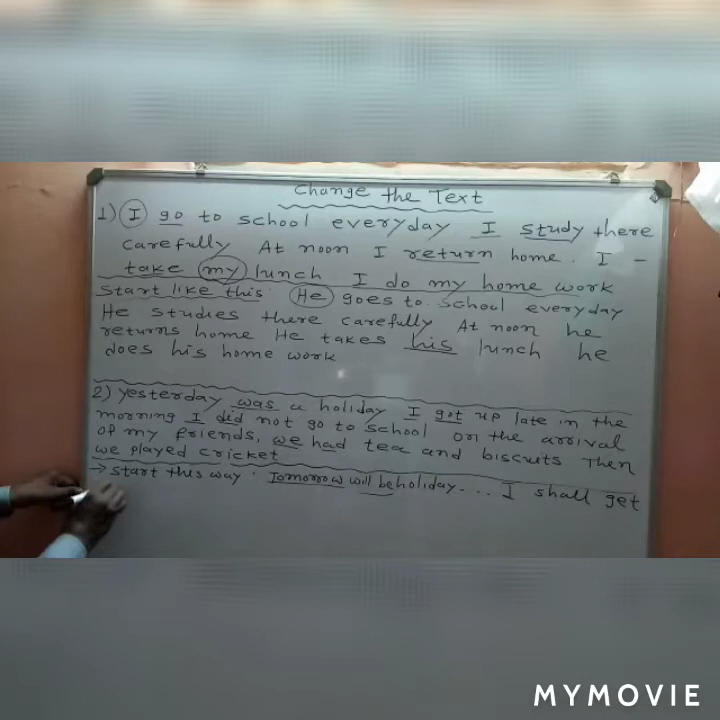 Change the Text
1) I go to school everyday I study there
carefully At noon I return home. I -
take my lunch I do my home work
Start like this. He goes to school everyday
He studies there carefully At noon he
returns home He takes his lunch he
does his home work
2) Yesterday was a holiday I got up late in the
morning I did not go to school on the arrival
of my friends, we had tea and biscuits Then
we played cricket
→ Start this way. Tomorrow will be holiday... I shall get
MYMOVIE